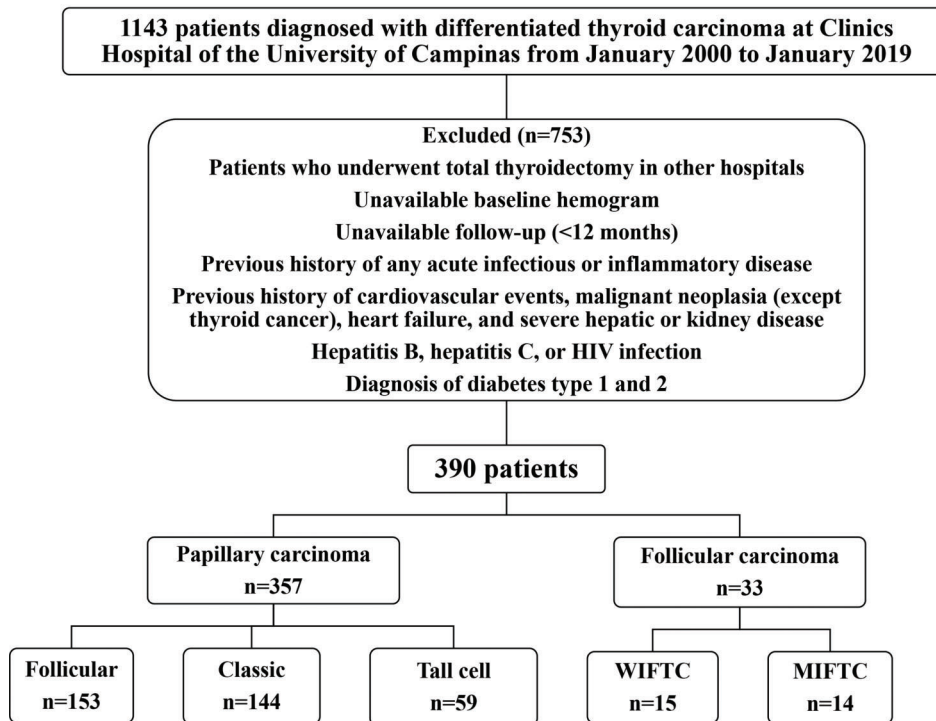 1143 patients diagnosed with differentiated thyroid carcinoma at Clinics
Hospital of the University of Campinas from January 2000 to January 2019
Excluded (n=753)
Patients who underwent total thyroidectomy in other hospitals
Unavailable baseline hemogram
Unavailable follow-up (<12 months)
Previous history of any acute infectious or inflammatory disease
Previous history of cardiovascular events, malignant neoplasia (except
thyroid cancer), heart failure, and severe hepatic or kidney disease
Hepatitis B, hepatitis C, or HIV infection
Diagnosis of diabetes type 1 and 2
390 patients
Papillary carcinoma
n=357
Follicular carcinoma
n=33
Follicular
n=153
Classic
n=144
Tall cell
n=59
WIFTC
n=15
MIFTC
n=14